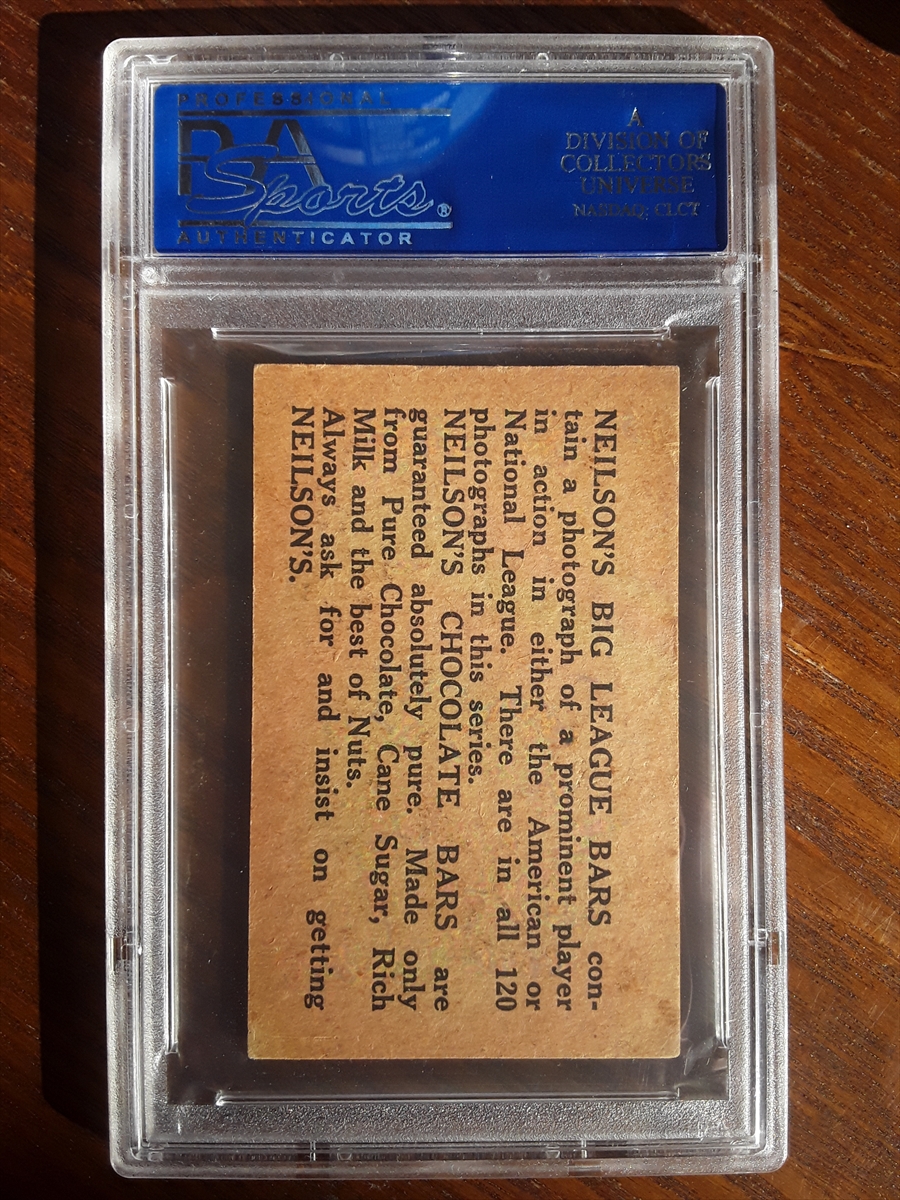 PROFESSIONAL
PSA
Sports®
AUTHENTICATOR
A
DIVISION OF
COLLECTORS
UNIVERSE
NASDAQ: CLCT
NEILSON'S BIG LEAGUE BARS con-
tain a photograph of a prominent player
in action in either the American or
National League. There are in all 120
photographs in this series.
NEILSON'S CHOCOLATE BARS are
guaranteed absolutely pure. Made only
from Pure Chocolate, Cane Sugar, Rich
Milk and the best of Nuts.
Always ask for and insist on getting
NEILSON'S.